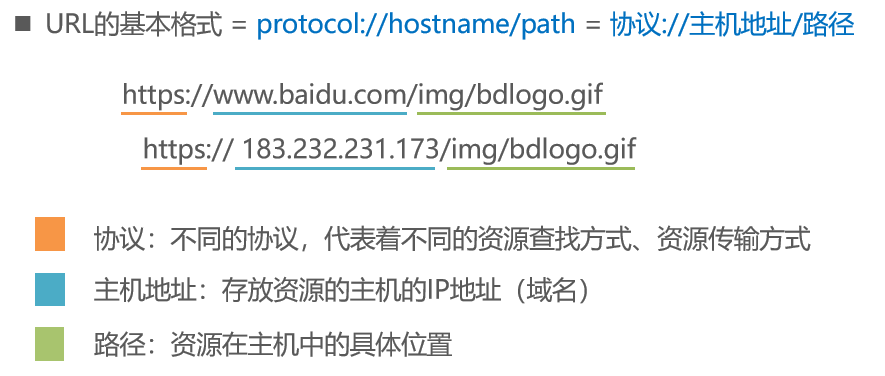 ■ URL的基本格式 = protocol://hostname/path = 协议://主机地址/路径
https://www.baidu.com/img/bdlogo.gif
https:// 183.232.231.173/img/bdlogo.gif
协议：不同的协议，代表着不同的资源查找方式、资源传输方式
主机地址：存放资源的主机的IP地址（域名）
路径：资源在主机中的具体位置